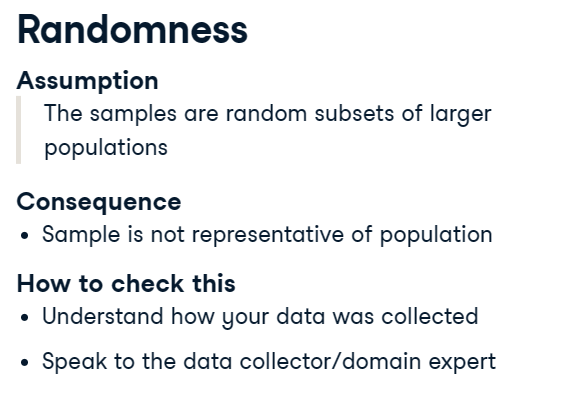 Randomness
Assumption
The samples are random subsets of larger
populations
Consequence
• Sample is not representative of population
How to check this
• Understand how your data was collected
• Speak to the data collector/domain expert